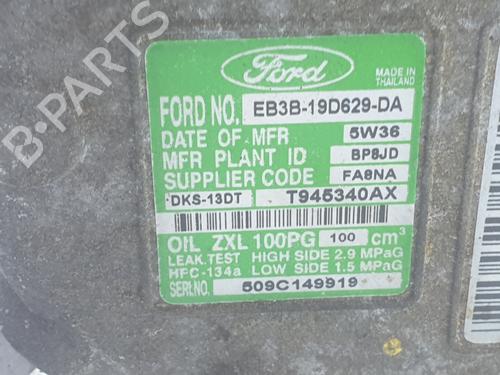 Ford
MADE IN
THAILAND
FORD NO. EB3B-19D629-DA
DATE OF MFR 5W36
MFR PLANT ID BP8JD
SUPPLIER CODE FA8NA
DKS-13DT T945340AX
OIL ZXL 100PG 100 cm³
LEAK.TEST HIGH SIDE 2.9 MPaG
HFC-134a LOW SIDE 1.5 MPaG
SERI.NO. 509C149919
B-PARTS